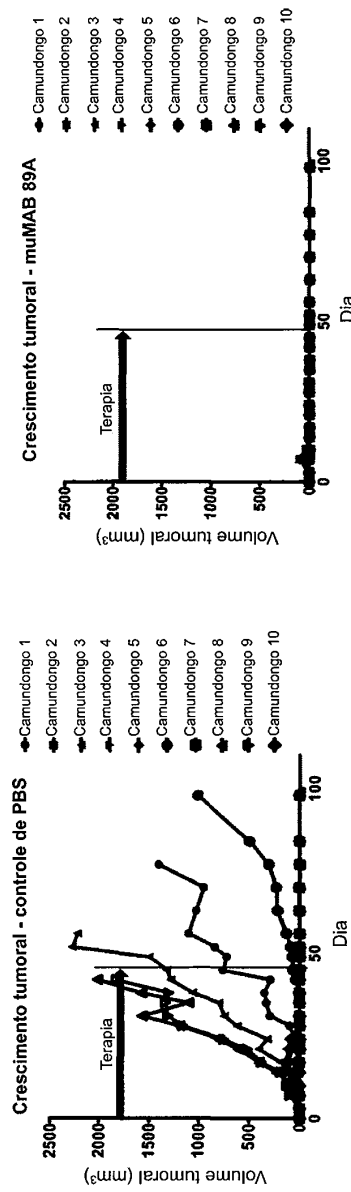 Crescimento tumoral - controle de PBS
Volume tumoral (mm³)
2500
2000
1500
1000
500
0
Terapia
0
50
100
Dia
Camundongo 1
Camundongo 2
Camundongo 3
Camundongo 4
Camundongo 5
Camundongo 6
Camundongo 7
Camundongo 8
Camundongo 9
Camundongo 10
Crescimento tumoral - muMAB 89A
Volume tumoral (mm³)
2500
2000
1500
1000
500
0
Terapia
0
50
100
Dia
Camundongo 1
Camundongo 2
Camundongo 3
Camundongo 4
Camundongo 5
Camundongo 6
Camundongo 7
Camundongo 8
Camundongo 9
Camundongo 10